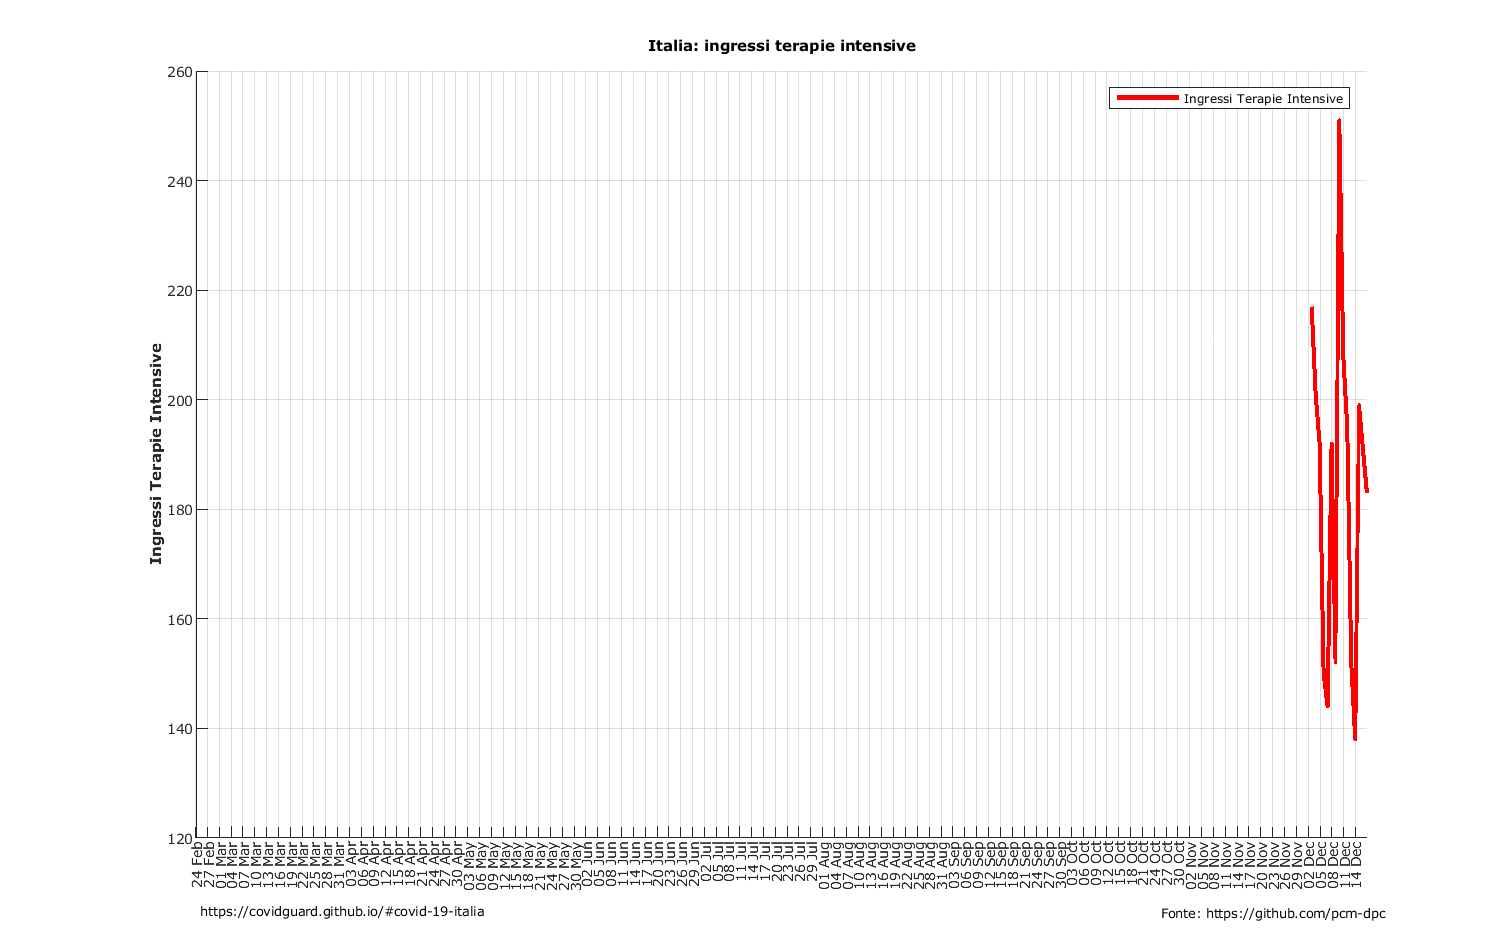 Italia: ingressi terapie intensive
Ingressi Terapie Intensive
Ingressi Terapie Intensive
260
240
220
200
180
160
140
120
24 Feb
27 Feb
01 Mar
04 Mar
07 Mar
10 Mar
13 Mar
16 Mar
19 Mar
22 Mar
25 Mar
28 Mar
31 Mar
03 Apr
06 Apr
09 Apr
12 Apr
15 Apr
18 Apr
21 Apr
24 Apr
27 Apr
30 Apr
03 May
06 May
09 May
12 May
15 May
18 May
21 May
24 May
27 May
31 May
02 Jun
05 Jun
08 Jun
11 Jun
14 Jun
17 Jun
20 Jun
23 Jun
26 Jun
29 Jun
02 Jul
05 Jul
08 Jul
11 Jul
14 Jul
17 Jul
20 Jul
23 Jul
26 Jul
29 Jul
01 Aug
04 Aug
07 Aug
10 Aug
13 Aug
16 Aug
19 Aug
22 Aug
25 Aug
28 Aug
31 Aug
03 Sep
06 Sep
09 Sep
12 Sep
15 Sep
18 Sep
21 Sep
24 Sep
27 Sep
30 Sep
03 Oct
06 Oct
09 Oct
12 Oct
15 Oct
18 Oct
21 Oct
24 Oct
27 Oct
30 Oct
02 Nov
05 Nov
08 Nov
11 Nov
14 Nov
17 Nov
20 Nov
23 Nov
26 Nov
29 Nov
02 Dec
05 Dec
08 Dec
11 Dec
14 Dec
https://covidguard.github.io/#covid-19-italia
Fonte: https://github.com/pcm-dpc